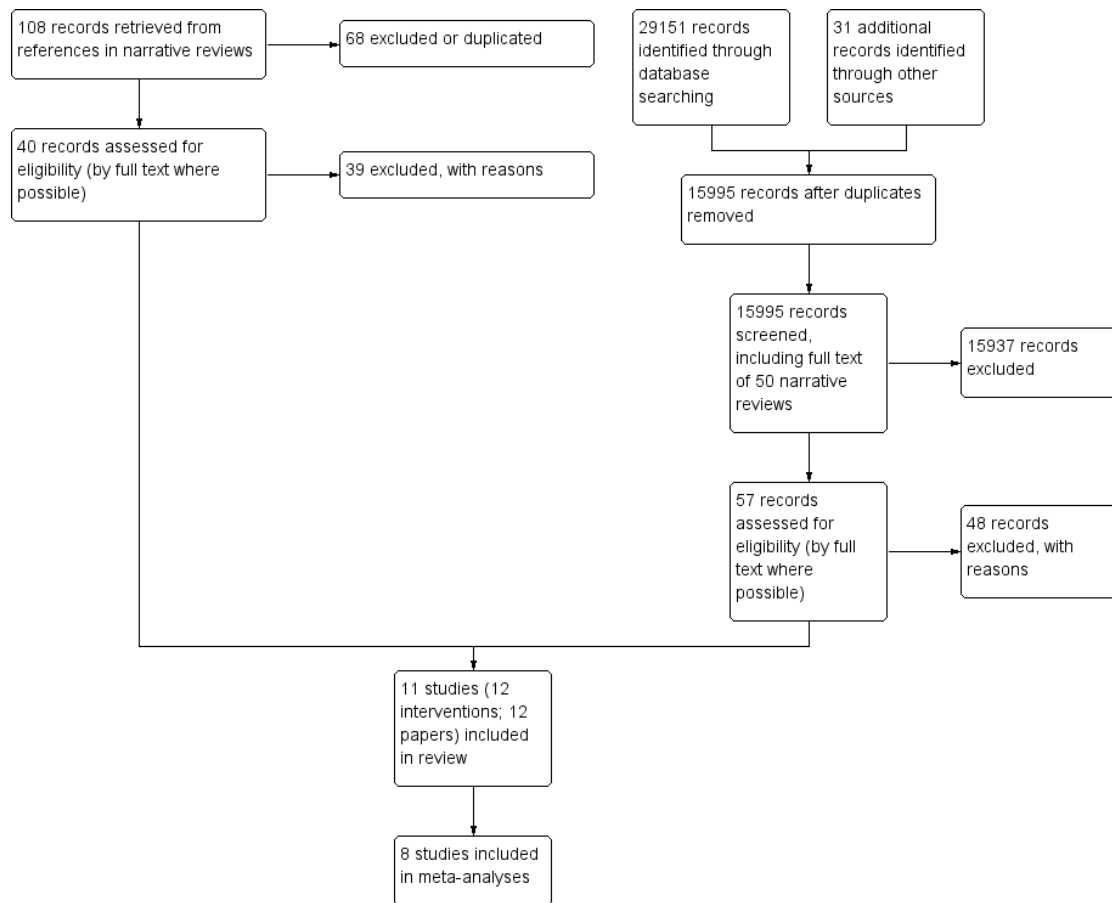 108 records retrieved from
references in narrative reviews
68 excluded or duplicated
40 records assessed for
eligibility (by full text where
possible)
39 excluded, with reasons
29151 records
identified through
database
searching
31 additional
records identified
through other
sources
15995 records after duplicates
removed
15995 records
screened,
including full text
of 50 narrative
reviews
15937 records
excluded
57 records
assessed for
eligibility (by full
text where
possible)
48 records
excluded, with
reasons
11 studies (12
interventions; 12
papers) included
in review
8 studies included
in meta-analyses